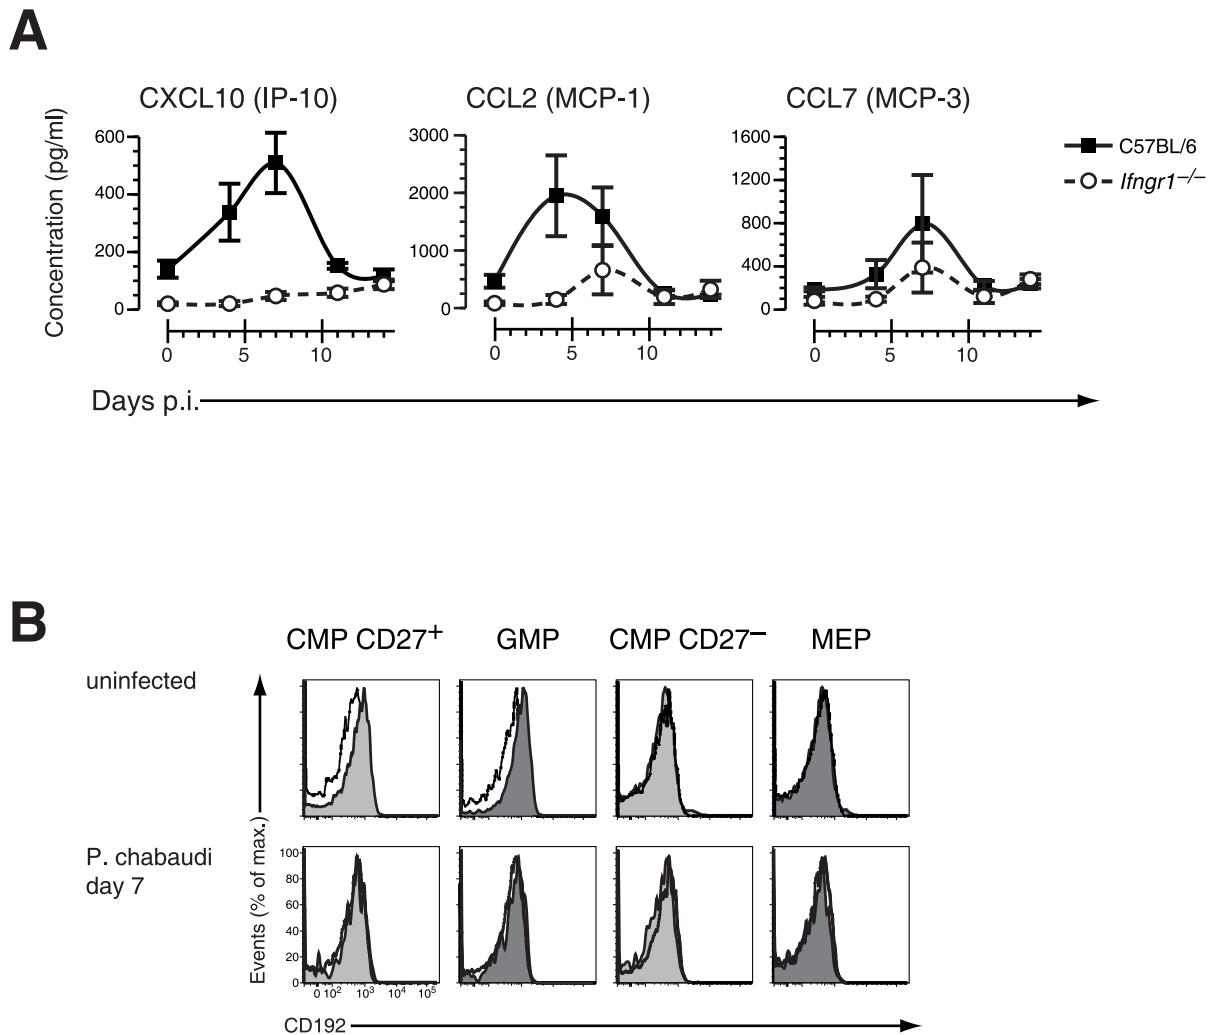 A
CXCL10 (IP-10) CCL2 (MCP-1) CCL7 (MCP-3)
Concentration (pg/ml)
600
400
200
0
3000
2000
1000
0
1600
1200
800
400
0
C57BL/6
Ifngr1–/–
0 5 10
0 5 10
0 5 10
Days p.i.
B
CMP CD27+ GMP CMP CD27– MEP
uninfected
P. chabaudi
day 7
Events (% of max.)
100
80
60
40
20
0
0 10² 10³ 10⁴ 10⁵
CD192